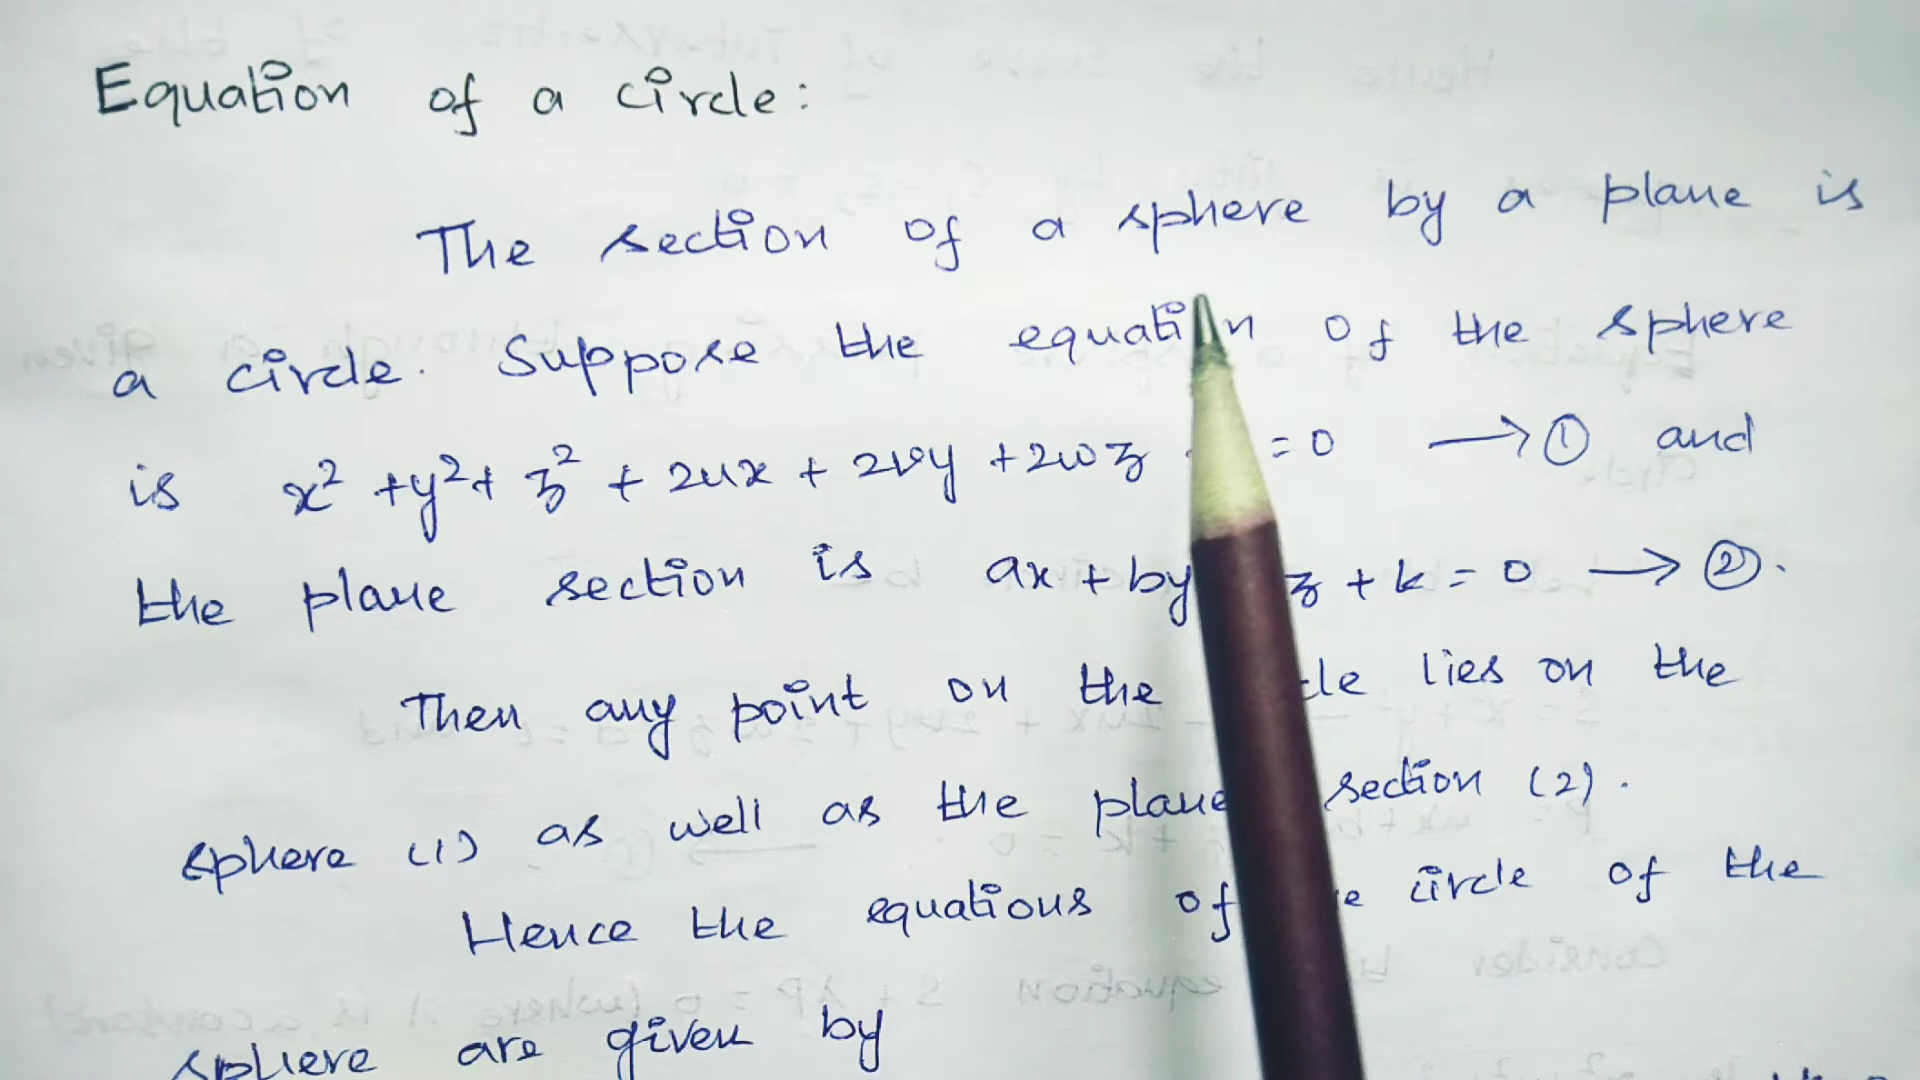 Equation of a circle:
The section of a sphere by a plane is
a circle. Suppose the equation of the sphere
is x² + y² + z² + 2ux + 2vy + 2wz = 0 → ① and
the plane section is ax + by z + k = 0 → ②.
Then any point on the lies on the
sphere (1) as well as the plane section (2).
Hence the equations of circle of the
sphere are given by